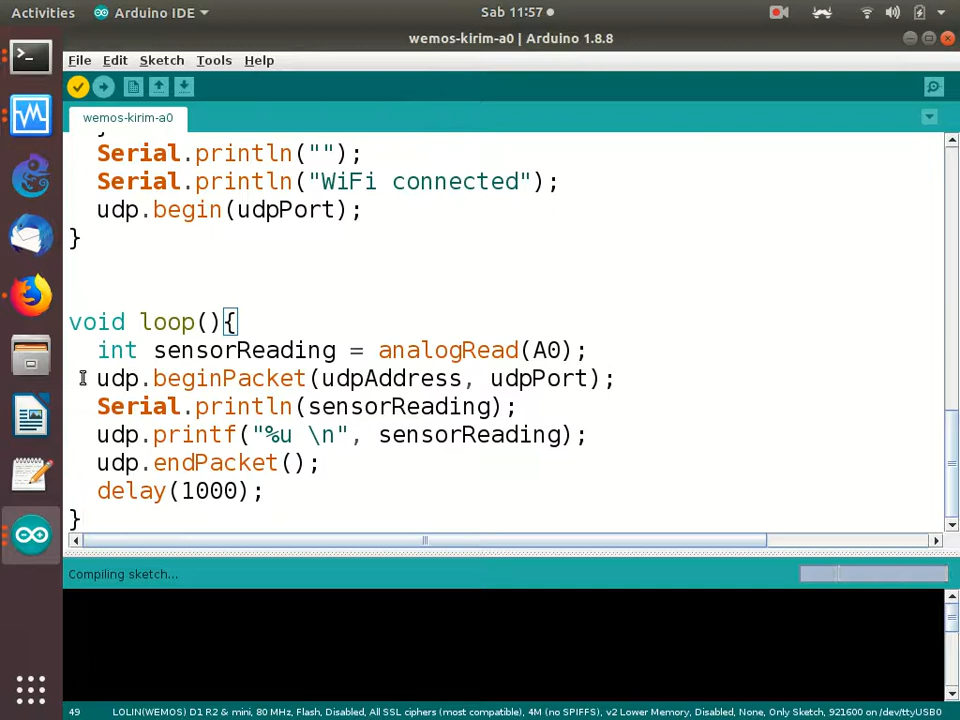 Activities Arduino IDE Sab 11:57
wemos-kirim-a0 | Arduino 1.8.8
File Edit Sketch Tools Help
wemos-kirim-a0
}
Serial.println("");
Serial.println("WiFi connected");
udp.begin(udpPort);
}
void loop(){
int sensorReading = analogRead(A0);
udp.beginPacket(udpAddress, udpPort);
Serial.println(sensorReading);
udp.printf("%u \n", sensorReading);
udp.endPacket();
delay(1000);
}
Compiling sketch...
49 LOLIN(WEMOS) D1 R2 & mini, 80 MHz, Flash, Disabled, All SSL ciphers (most compatible), 4M (no SPIFFS), v2 Lower Memory, Disabled, None, Only Sketch, 921600 on /dev/ttyUSB0